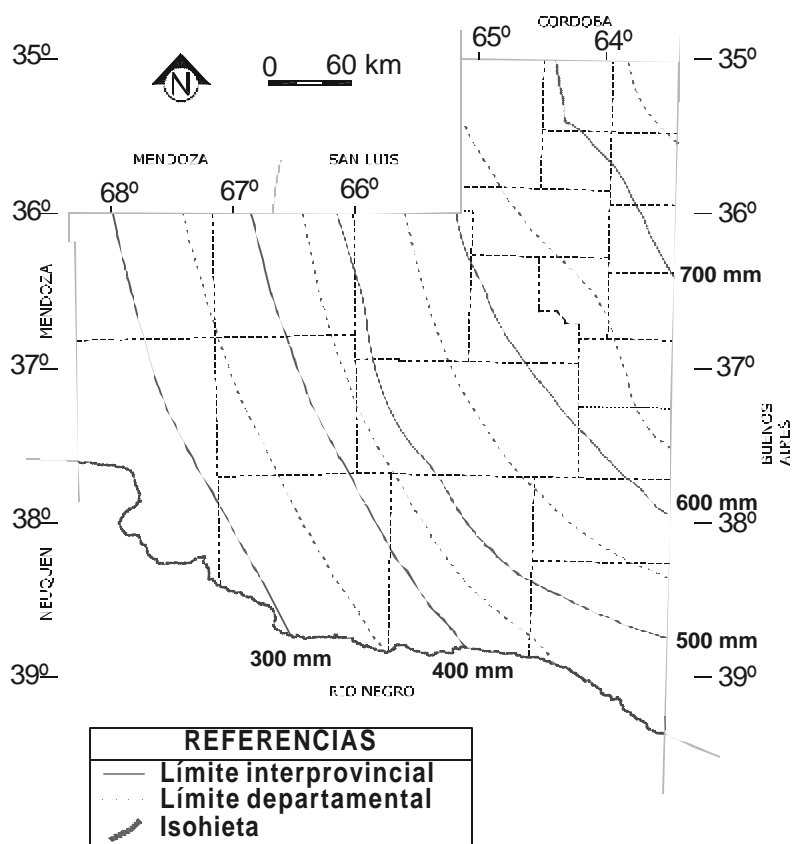 CORDOBA
35º
65º
64º
35º
N
0 60 km
MENDOZA
SAN LUIS
68º
67º
66º
36º
36º
700 mm
MENDOZA
37º
37º
BUENOS
AIRES
600 mm
38º
38º
NEUQUEN
500 mm
300 mm
400 mm
39º
39º
RIO NEGRO
REFERENCIAS
Límite interprovincial
Límite departamental
Isohieta